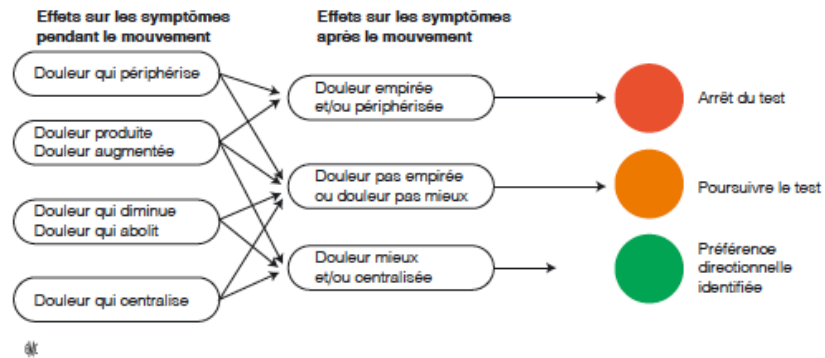 Effets sur les symptômes
pendant le mouvement
Effets sur les symptômes
après le mouvement
Douleur qui périphérise
Douleur produite
Douleur augmentée
Douleur qui diminue
Douleur qui abolit
Douleur qui centralise
Douleur empirée
et/ou périphérisée
Douleur pas empirée
ou douleur pas mieux
Douleur mieux
et/ou centralisée
Arrêt du test
Poursuivre le test
Préférence
directionnelle
identifiée